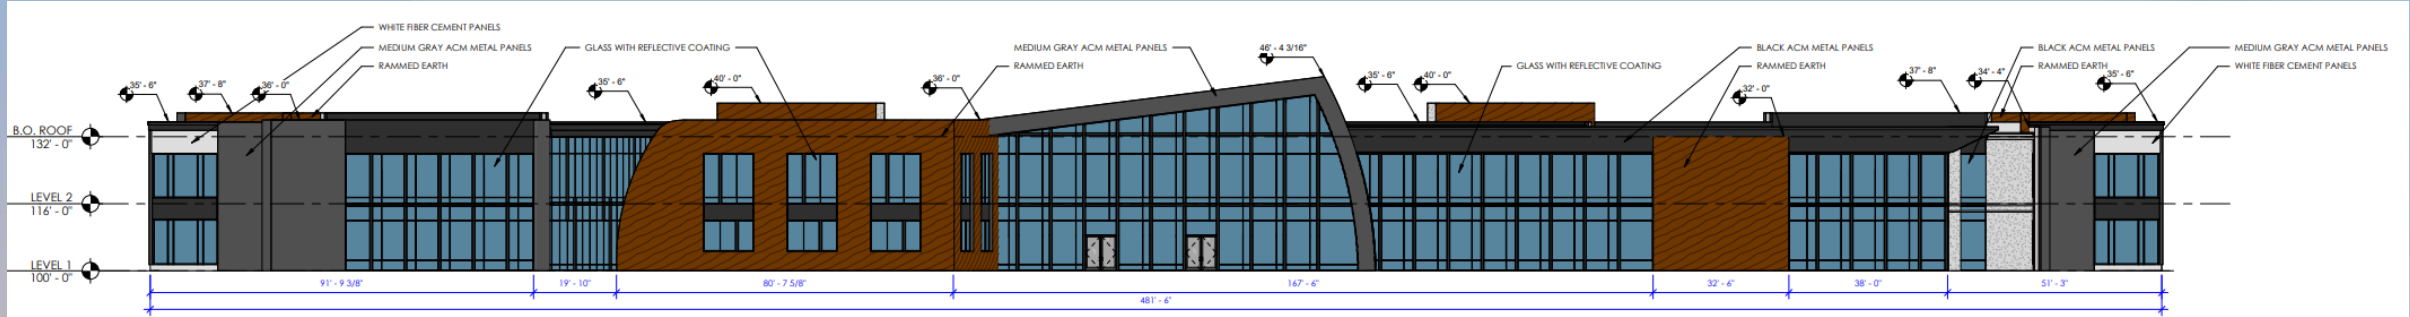 WHITE FIBER CEMENT PANELS
MEDIUM GRAY ACM METAL PANELS
RAMMED EARTH
GLASS WITH REFLECTIVE COATING
MEDIUM GRAY ACM METAL PANELS
RAMMED EARTH
46' - 4 3/16"
GLASS WITH REFLECTIVE COATING
BLACK ACM METAL PANELS
RAMMED EARTH
BLACK ACM METAL PANELS
RAMMED EARTH
MEDIUM GRAY ACM METAL PANELS
WHITE FIBER CEMENT PANELS
35' - 6"
37' - 8"
36' - 0"
35' - 6"
40' - 0"
36' - 0"
35' - 6"
40' - 0"
32' - 0"
37' - 8"
34' - 4"
35' - 6"
B.O. ROOF
132' - 0"
LEVEL 2
116' - 0"
LEVEL 1
100' - 0"
91' - 9 3/8"
19' - 10"
80' - 7 5/8"
167' - 6"
32' - 6"
38' - 0"
51' - 3"
481' - 6"